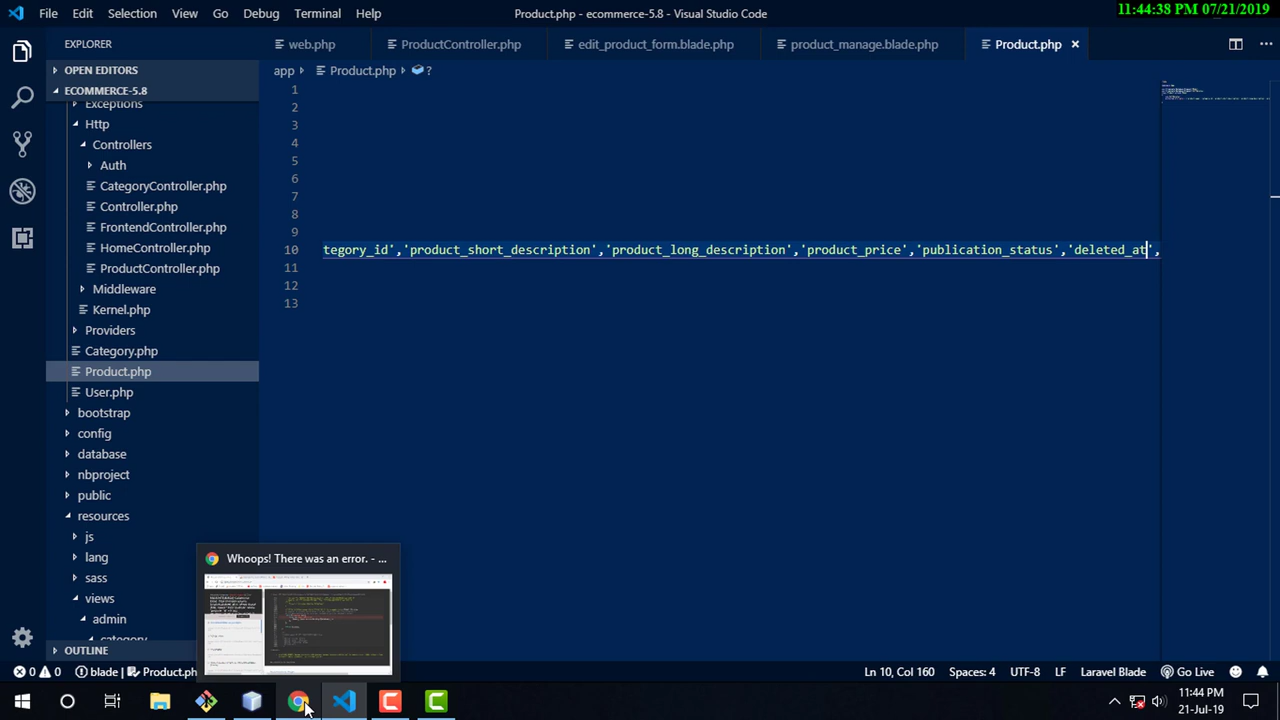 File Edit Selection View Go Debug Terminal Help
Product.php - ecommerce-5.8 - Visual Studio Code
11:44:38 PM 07/21/2019
EXPLORER
web.php
ProductController.php
edit_product_form.blade.php
product_manage.blade.php
Product.php ×
OPEN EDITORS
app
Product.php
?
ECOMMERCE-5.8
Exceptions
Http
Controllers
Auth
CategoryController.php
Controller.php
FrontendController.php
HomeController.php
ProductController.php
Middleware
Kernel.php
Providers
Category.php
Product.php
User.php
bootstrap
config
database
nbproject
public
resources
js
lang
sass
views
admin
category
OUTLINE
1
2
3
4
5
6
7
8
9
10 tegory_id','product_short_description','product_long_description','product_price','publication_status','deleted_at',
11
12
13
Whoops! There was an error. - ...
0 0 blade Product.ph
Ln 10, Col 160 Spaces: 4 UTF-8 LF Laravel Blade Go Live
11:44 PM
21-Jul-19